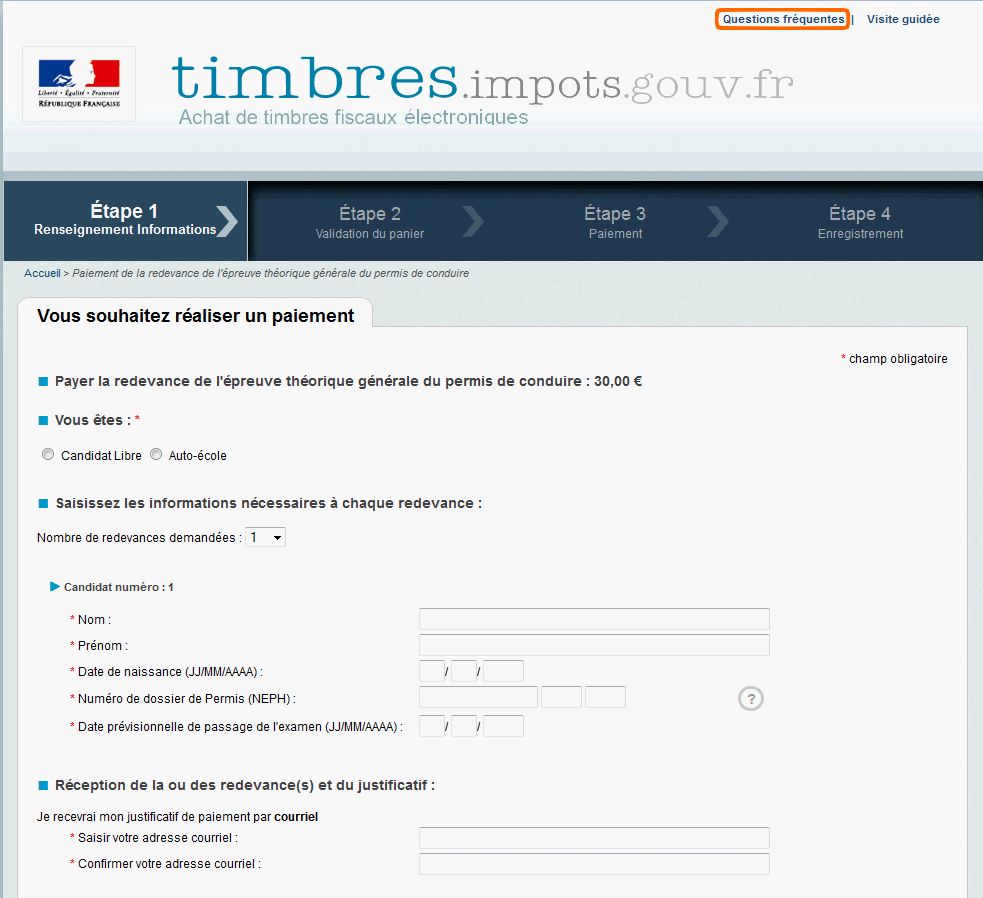 Questions fréquentes | Visite guidée
Liberté • Égalité • Fraternité
RÉPUBLIQUE FRANÇAISE
timbres.impots.gouv.fr
Achat de timbres fiscaux électroniques
Étape 1
Renseignement Informations
Étape 2
Validation du panier
Étape 3
Paiement
Étape 4
Enregistrement
Accueil > Paiement de la redevance de l'épreuve théorique générale du permis de conduire
Vous souhaitez réaliser un paiement
* champ obligatoire
Payer la redevance de l'épreuve théorique générale du permis de conduire : 30,00 €
Vous êtes : *
Candidat Libre Auto-école
Saisissez les informations nécessaires à chaque redevance :
Nombre de redevances demandées : 1
Candidat numéro : 1
* Nom :
* Prénom :
* Date de naissance (JJ/MM/AAAA) : / /
* Numéro de dossier de Permis (NEPH) : ?
* Date prévisionnelle de passage de l'examen (JJ/MM/AAAA) : / /
Réception de la ou des redevance(s) et du justificatif :
Je recevrai mon justificatif de paiement par courriel
* Saisir votre adresse courriel :
* Confirmer votre adresse courriel :